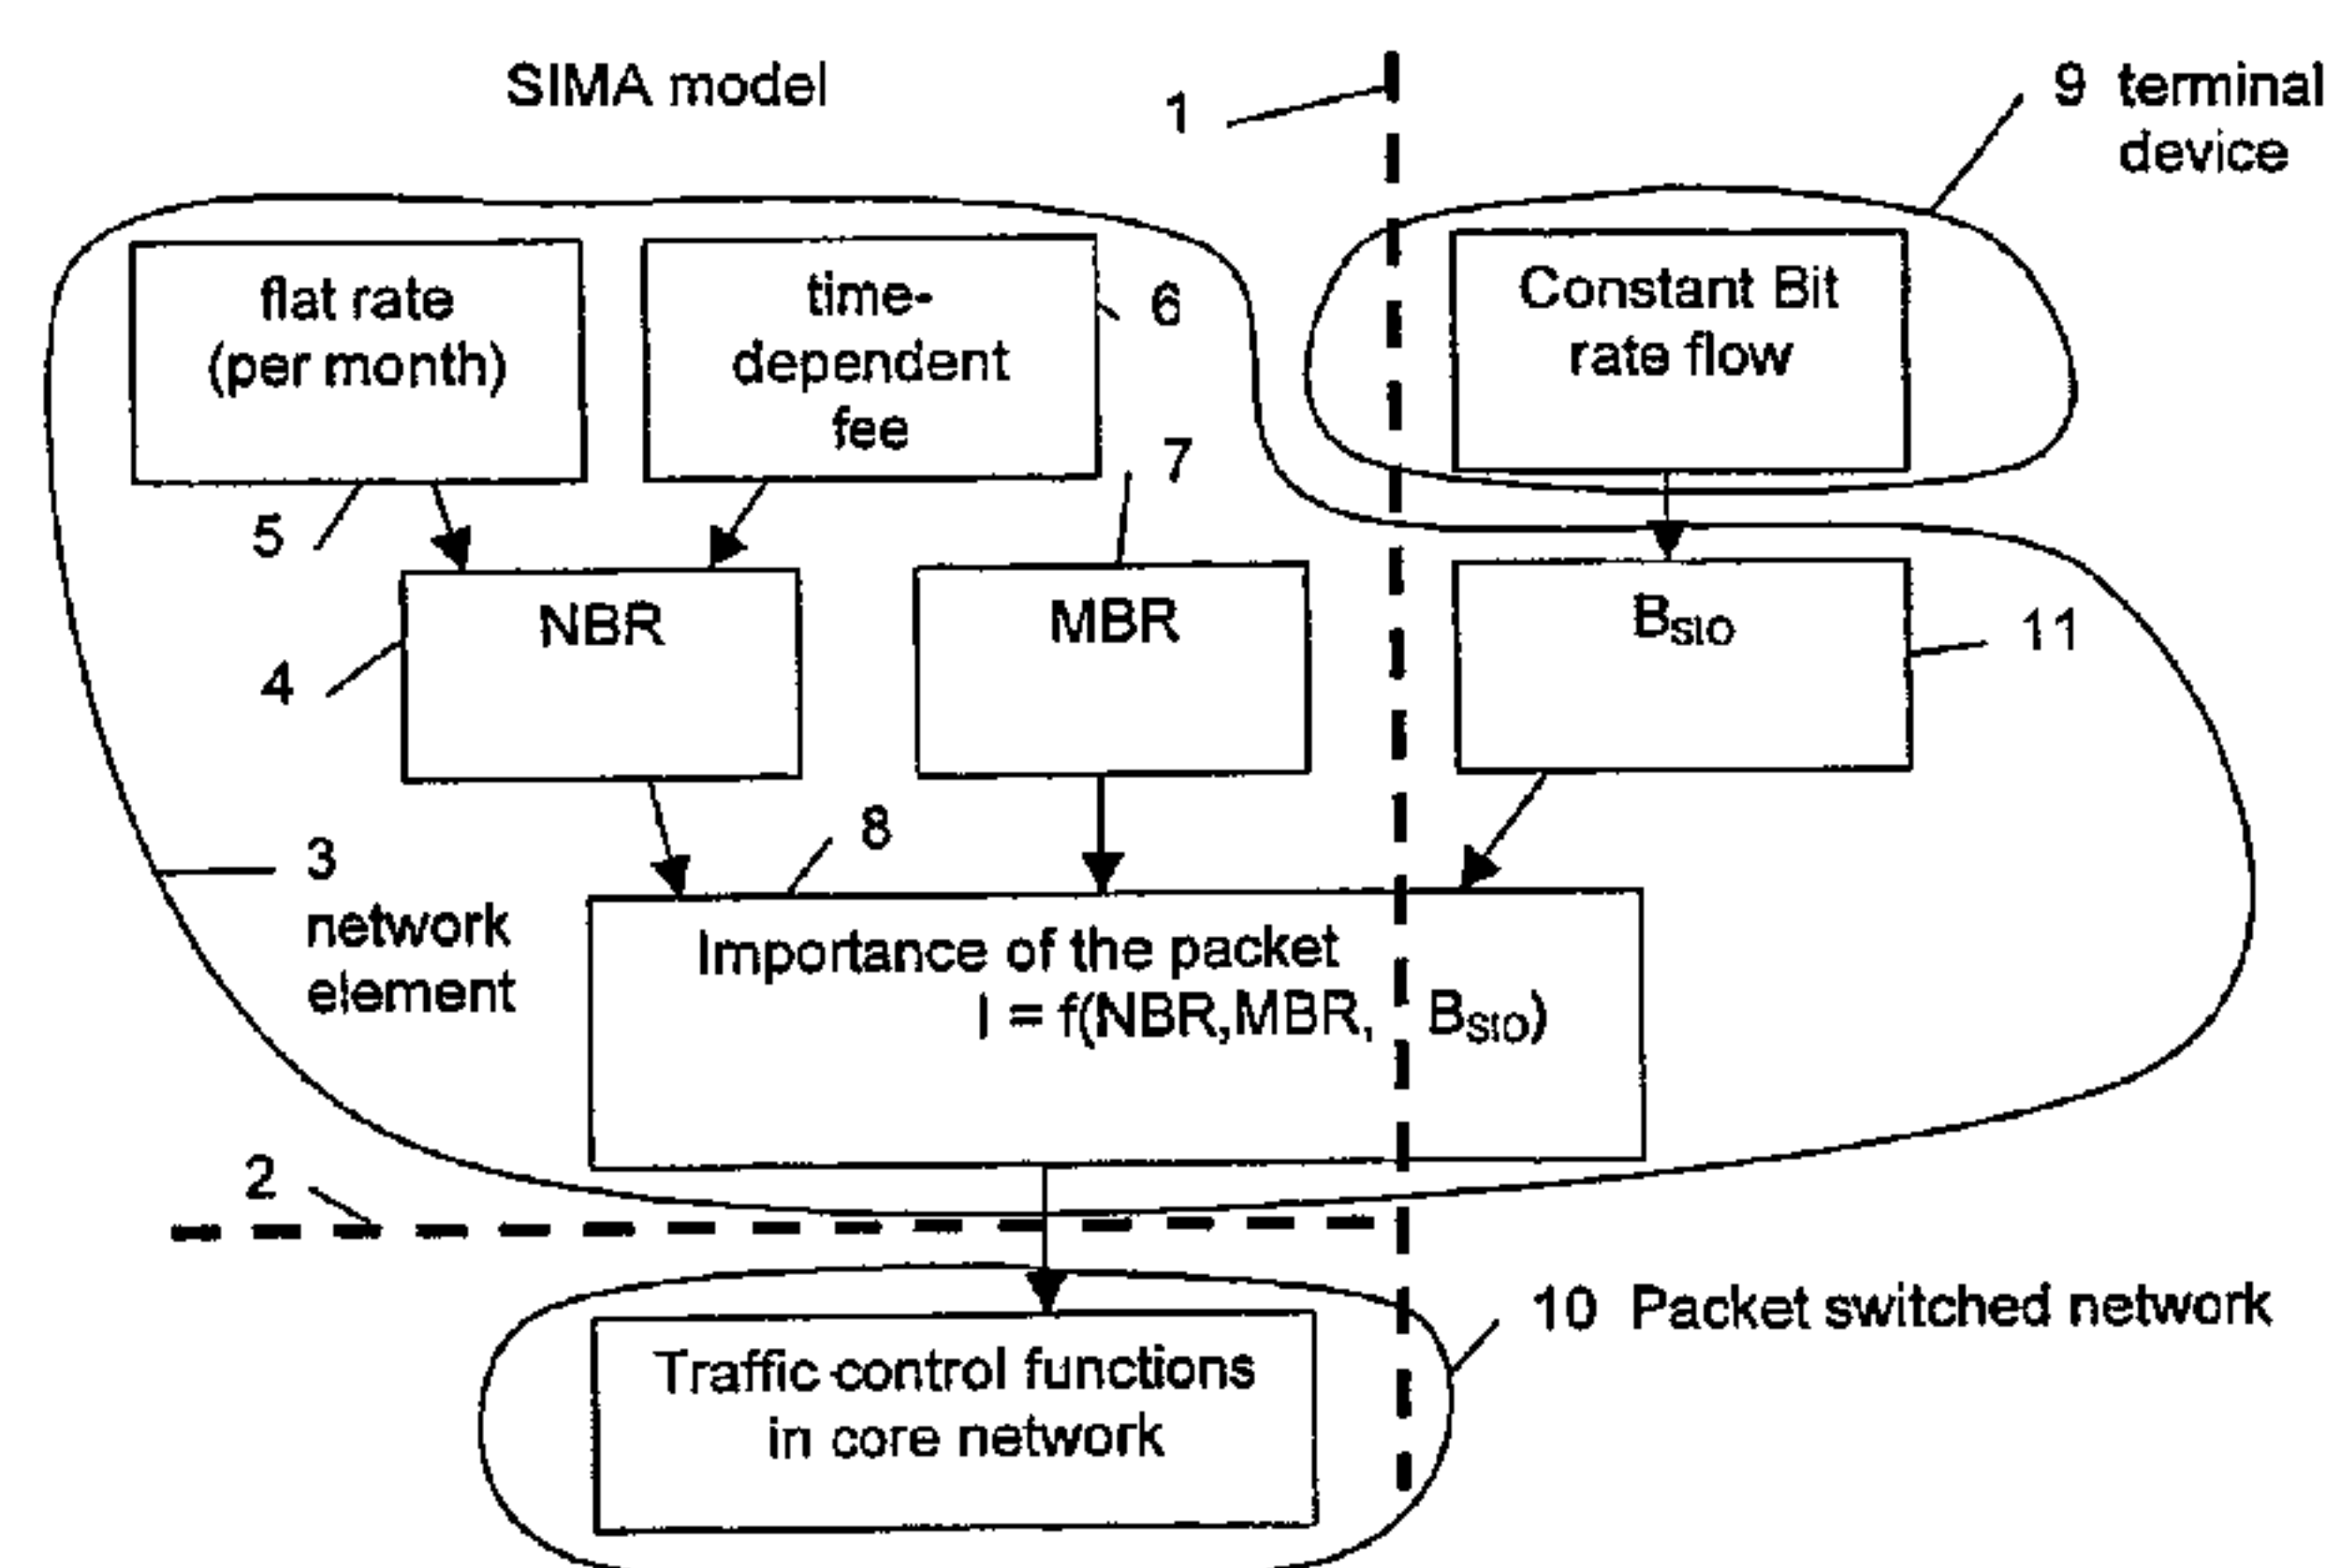 SIMA model
1
9 terminal
device
flat rate
(per month)
time-
dependent
fee
6
Constant Bit
rate flow
7
5
NBR
MBR
BStO
11
4
8
3
network
element
Importance of the packet
I = f(NBR,MBR, BStO)
2
10 Packet switched network
Traffic control functions
in core network